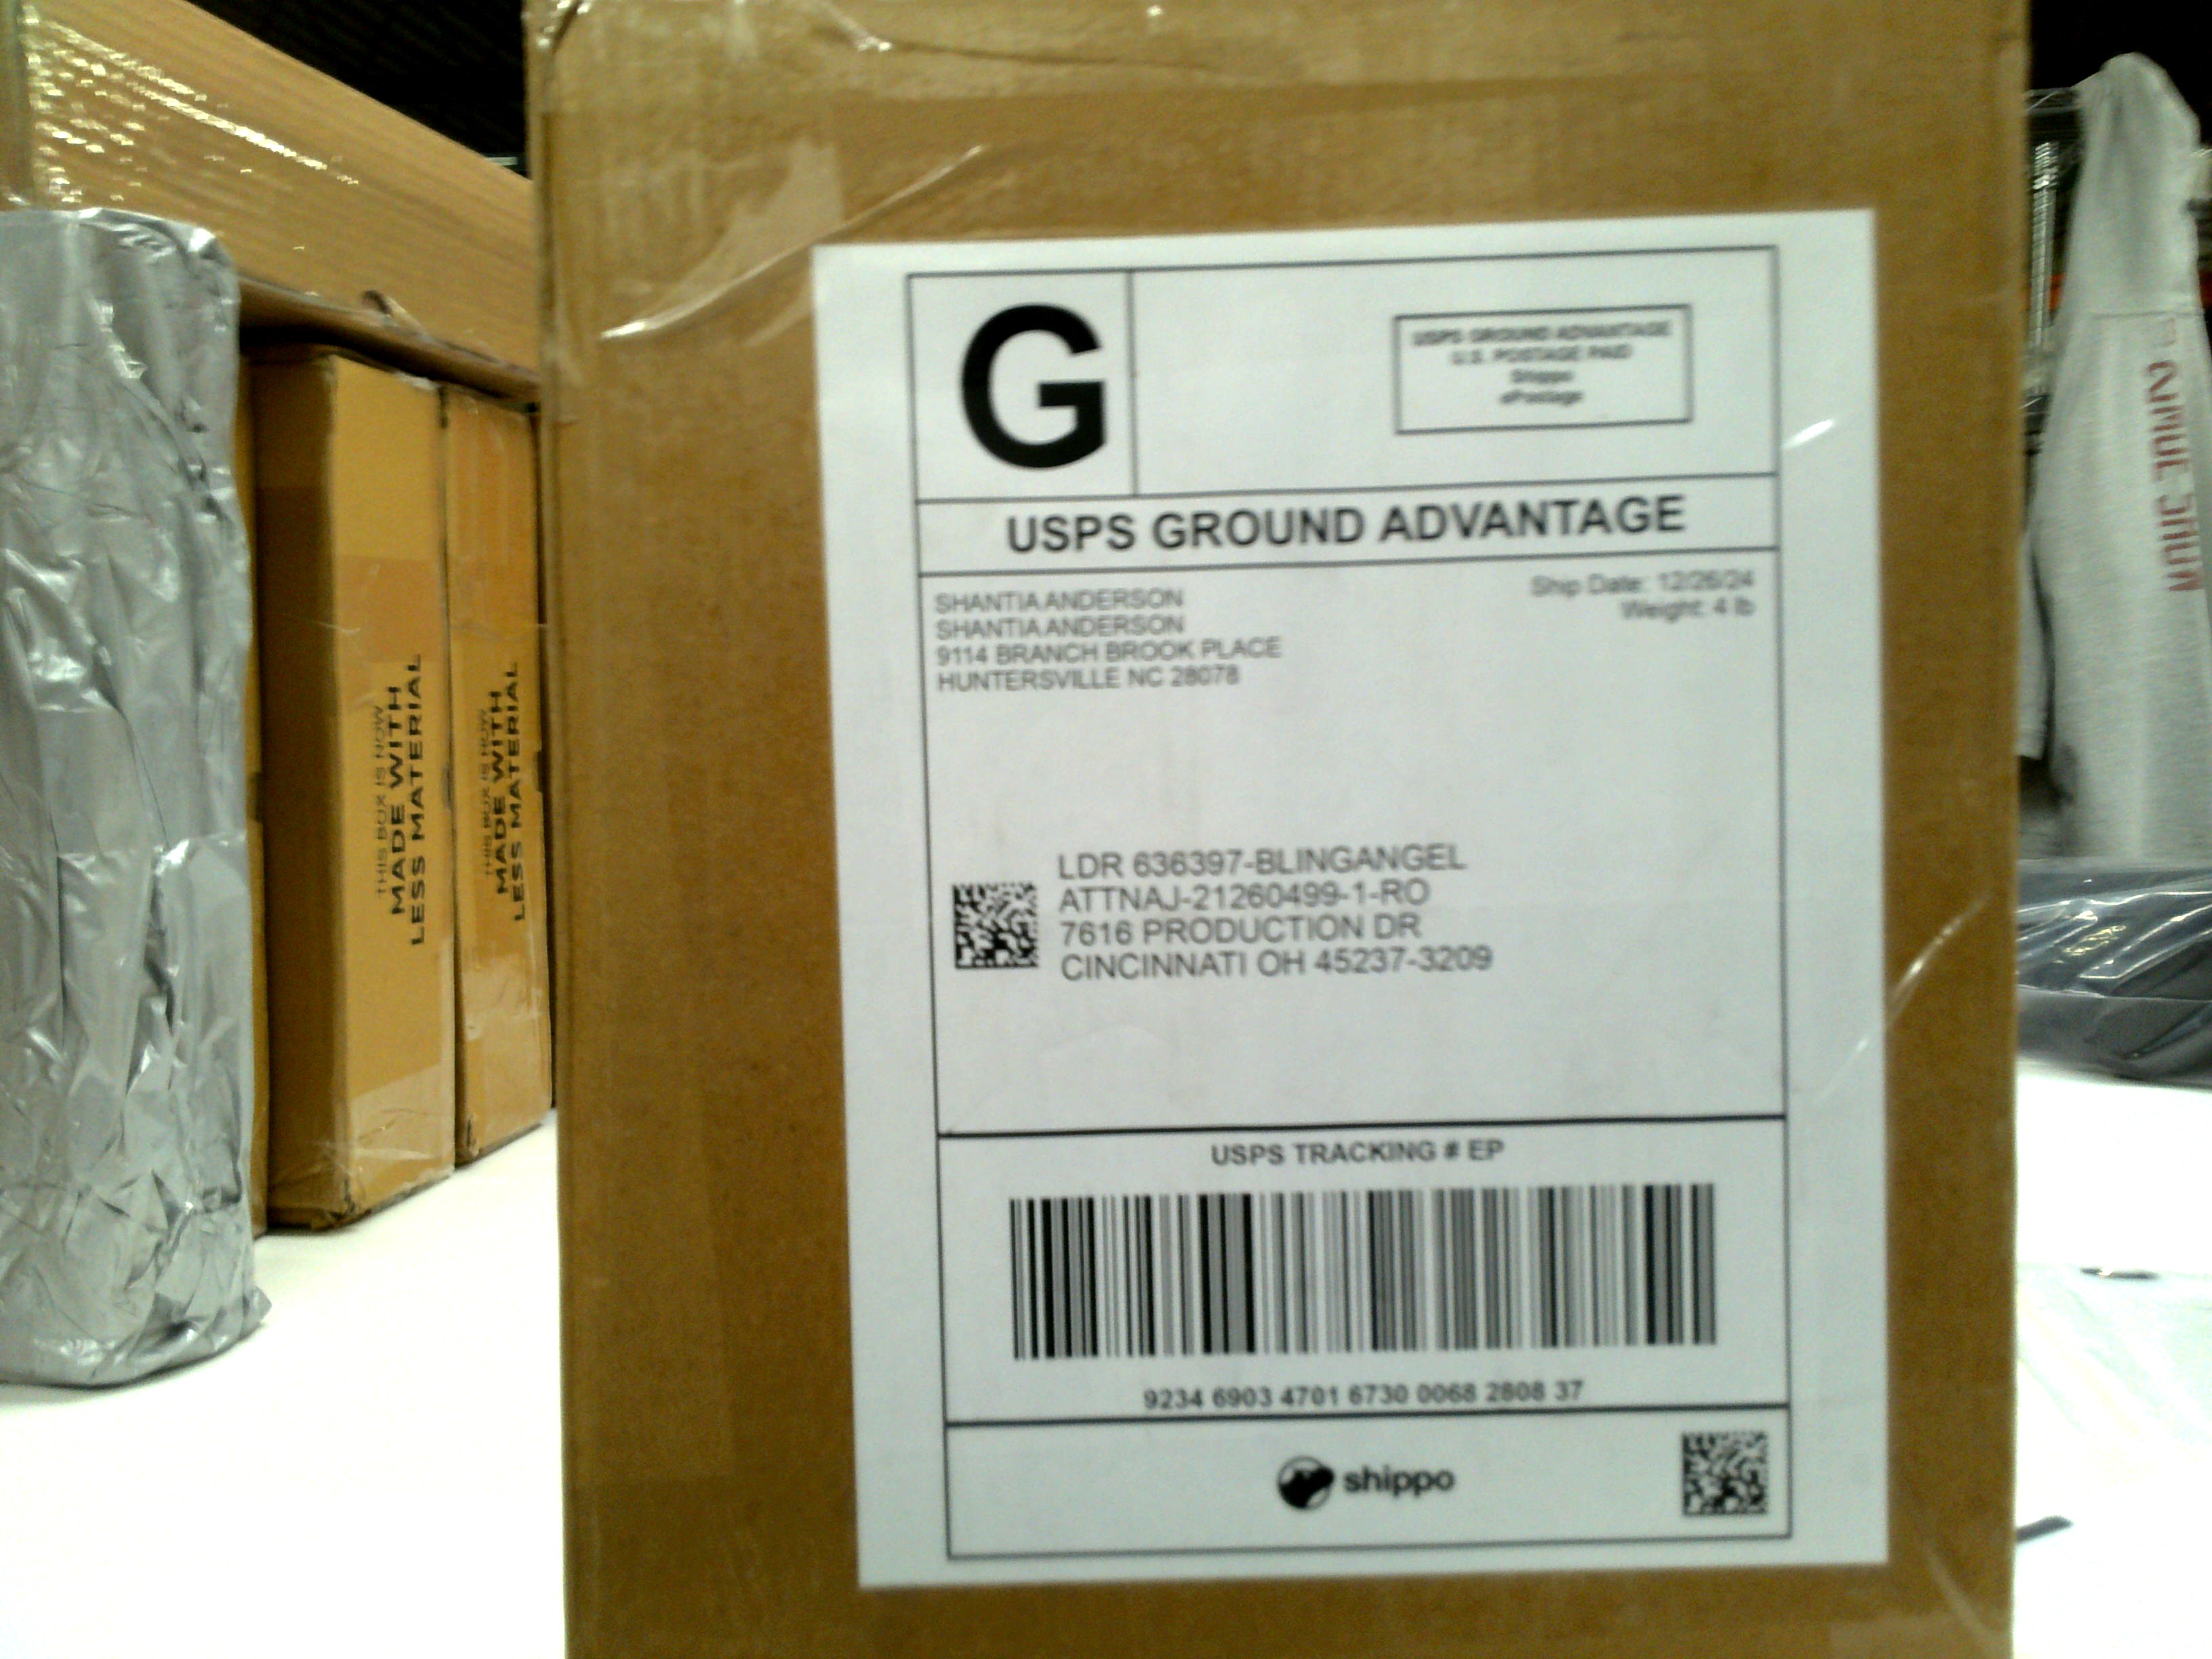 G
USPS GROUND ADVANTAGE
U.S. POSTAGE PAID
Shippo
ePostage
USPS GROUND ADVANTAGE
SHANTIA ANDERSON
SHANTIA ANDERSON
9114 BRANCH BROOK PLACE
HUNTERSVILLE NC 28078
Ship Date: 12/26/24
Weight: 4 lb
LDR 636397-BLINGANGEL
ATTNAJ-21260499-1-RO
7616 PRODUCTION DR
CINCINNATI OH 45237-3209
USPS TRACKING # EP
9234 6903 4701 6730 0068 2808 37
shippo
THIS BOX IS NOW
MADE WITH
LESS MATERIAL
THIS BOX IS NOW
MADE WITH
LESS MATERIAL